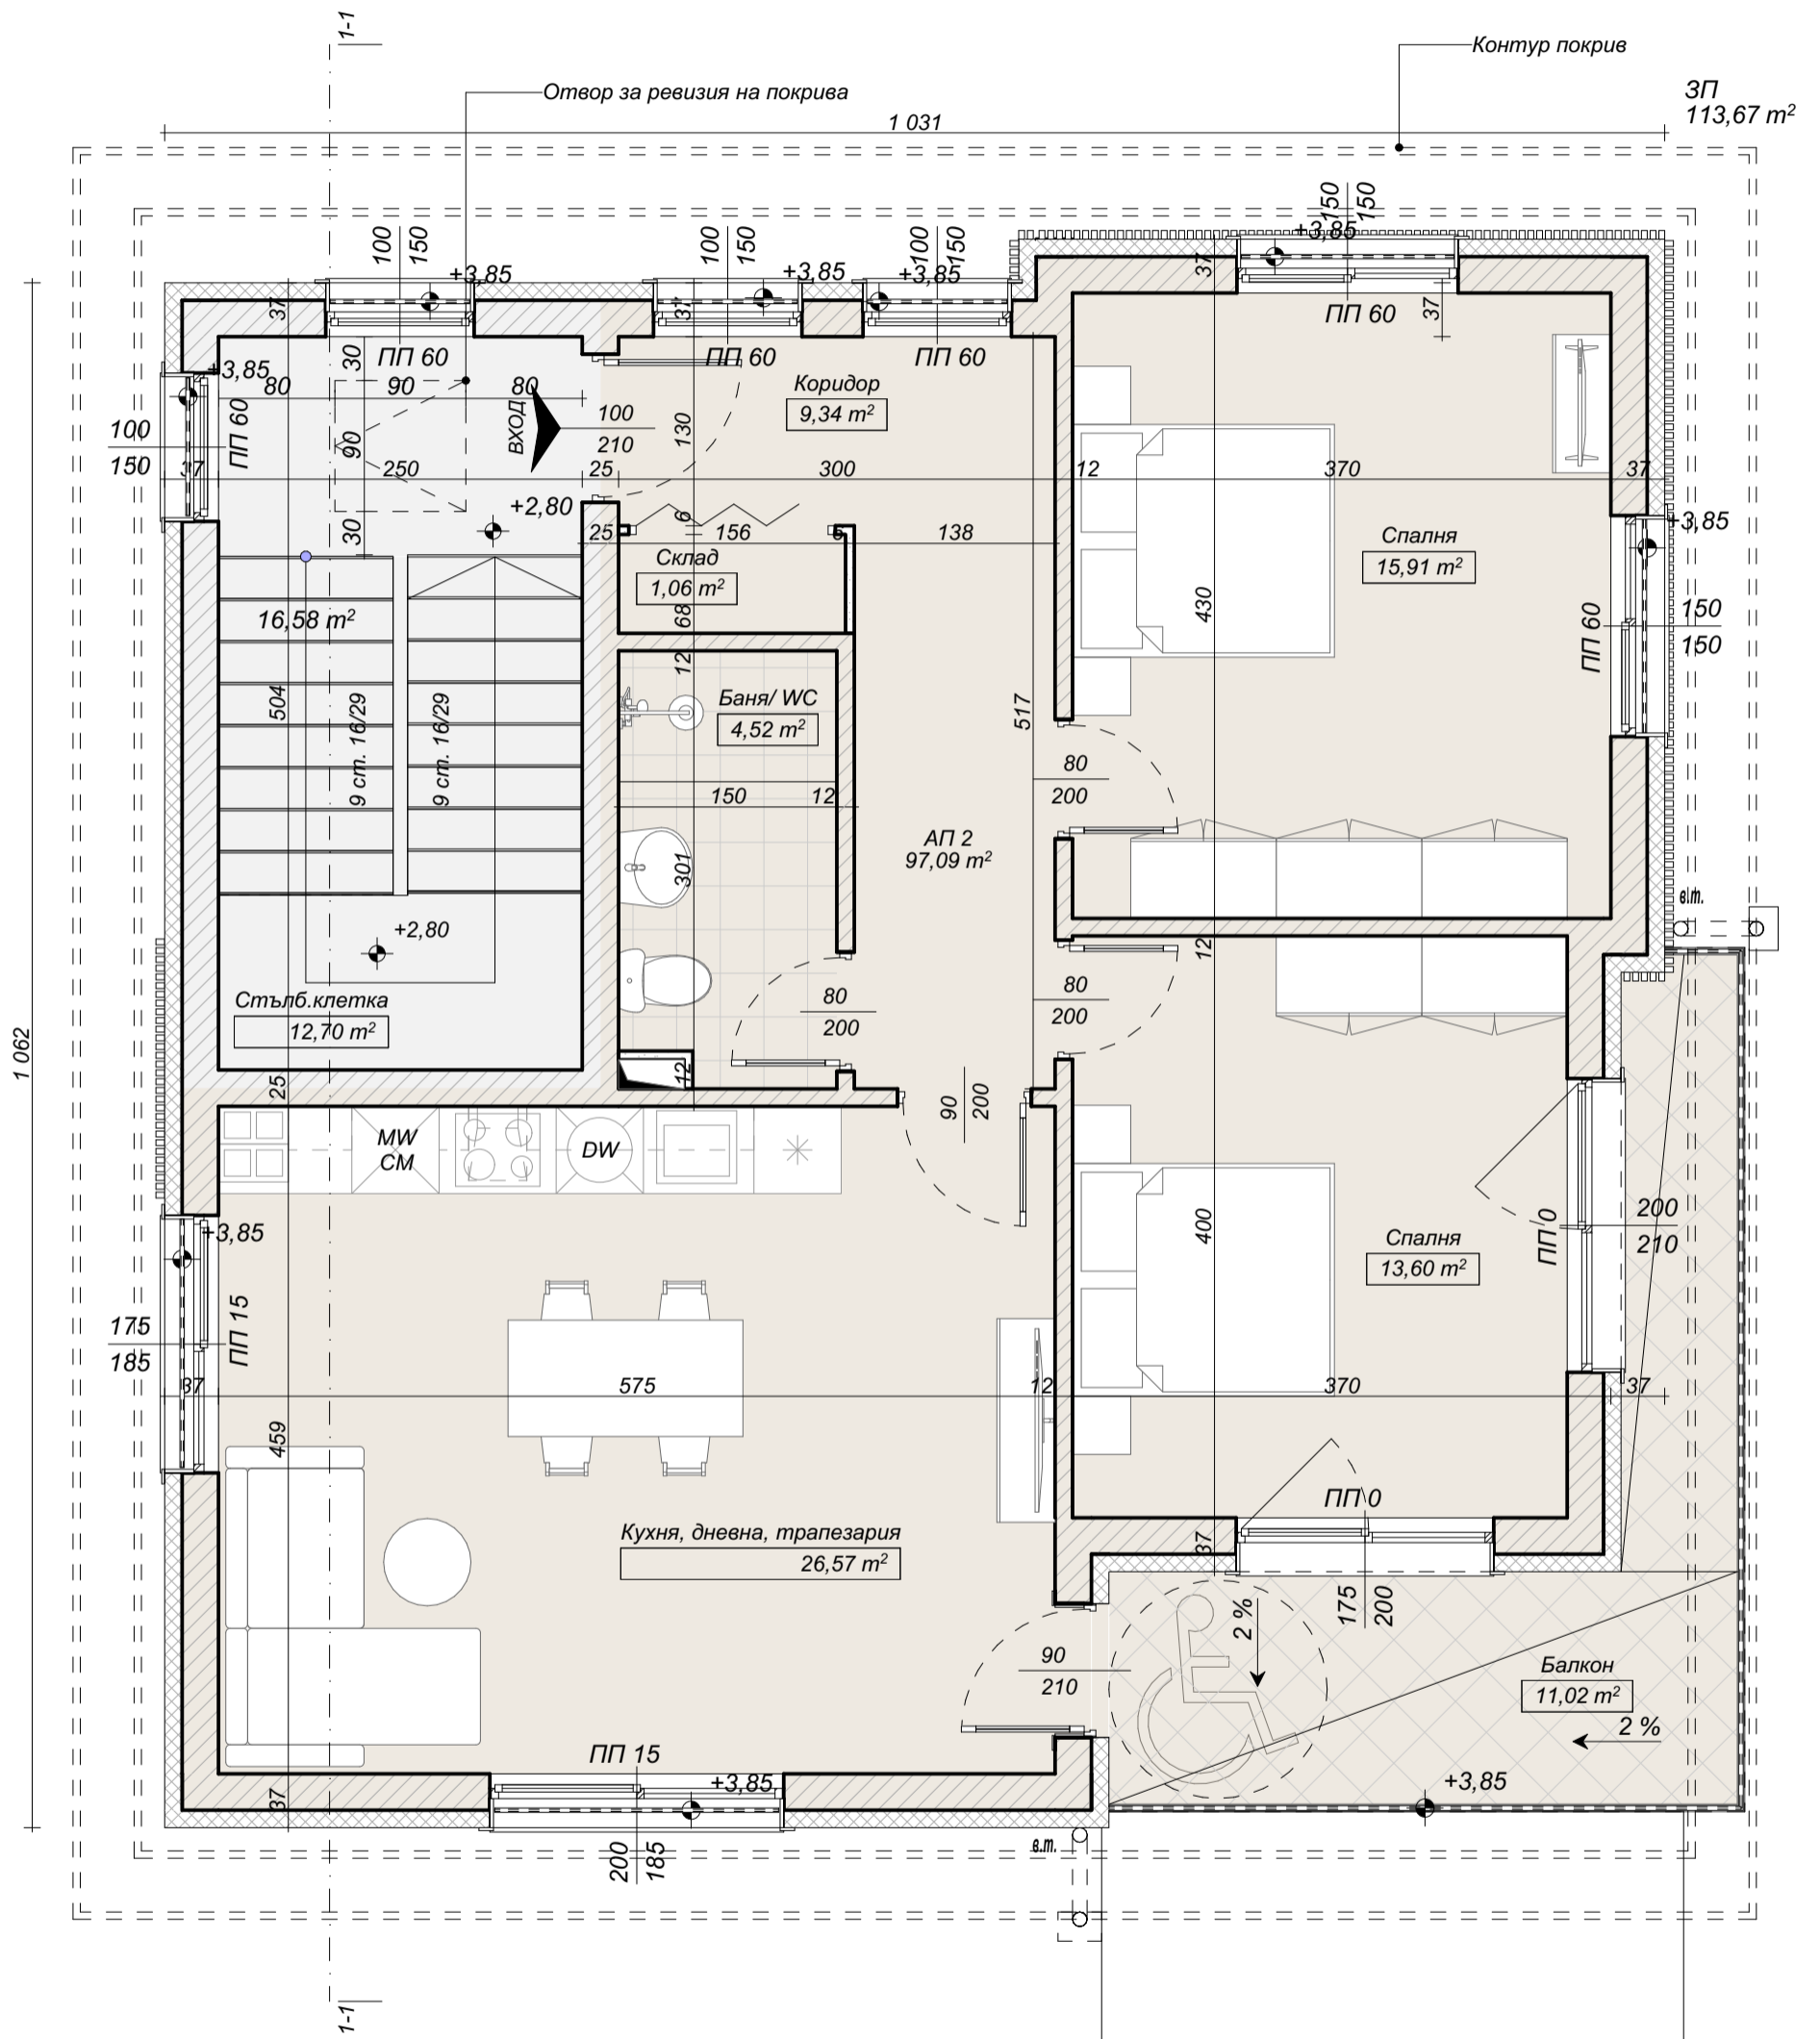 1-1
Контур покрив
Отвор за ревизия на покрива
ЗП
113,67 m²
1 031
150
150
+3,85
100
150
+3,85
100
150
+3,85
100
150
+3,85
37
37
37
37
ПП 60
ПП 60
ПП 60
ПП 60
+3,85
30
80
90
80
Коридор
9,34 m²
100
150
ПП 60
90
ВХОД
100
210
130
37
250
25
300
12
370
37
30
+2,80
6
25
156
6
138
+3,85
Спалня
15,91 m²
Склад
1,06 m²
68
430
16,58 m²
150
150
ПП 60
12
504
9 ст. 16/29
9 ст. 16/29
Баня/ WC
4,52 m²
517
80
200
150
12
АП 2
97,09 m²
301
в.т.
+2,80
12
Стълб.клетка
12,70 m²
80
200
80
200
1 062
25
12
90
200
MW
CM
DW
+3,85
400
Спалня
13,60 m²
ПП 0
200
210
175
185
ПП 15
37
575
12
370
37
459
ПП 0
Кухня, дневна, трапезария
26,57 m²
37
175
200
2 %
90
210
Балкон
11,02 m²
2 %
ПП 15
+3,85
+3,85
37
в.т.
200
185
1-1